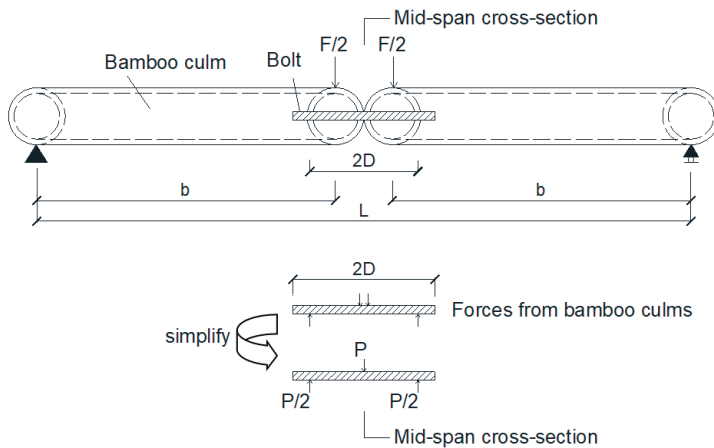 Mid-span cross-section
F/2 F/2
Bamboo culm
Bolt
2D
b b
L
2D
Forces from bamboo culms
simplify
P
P/2 P/2
Mid-span cross-section